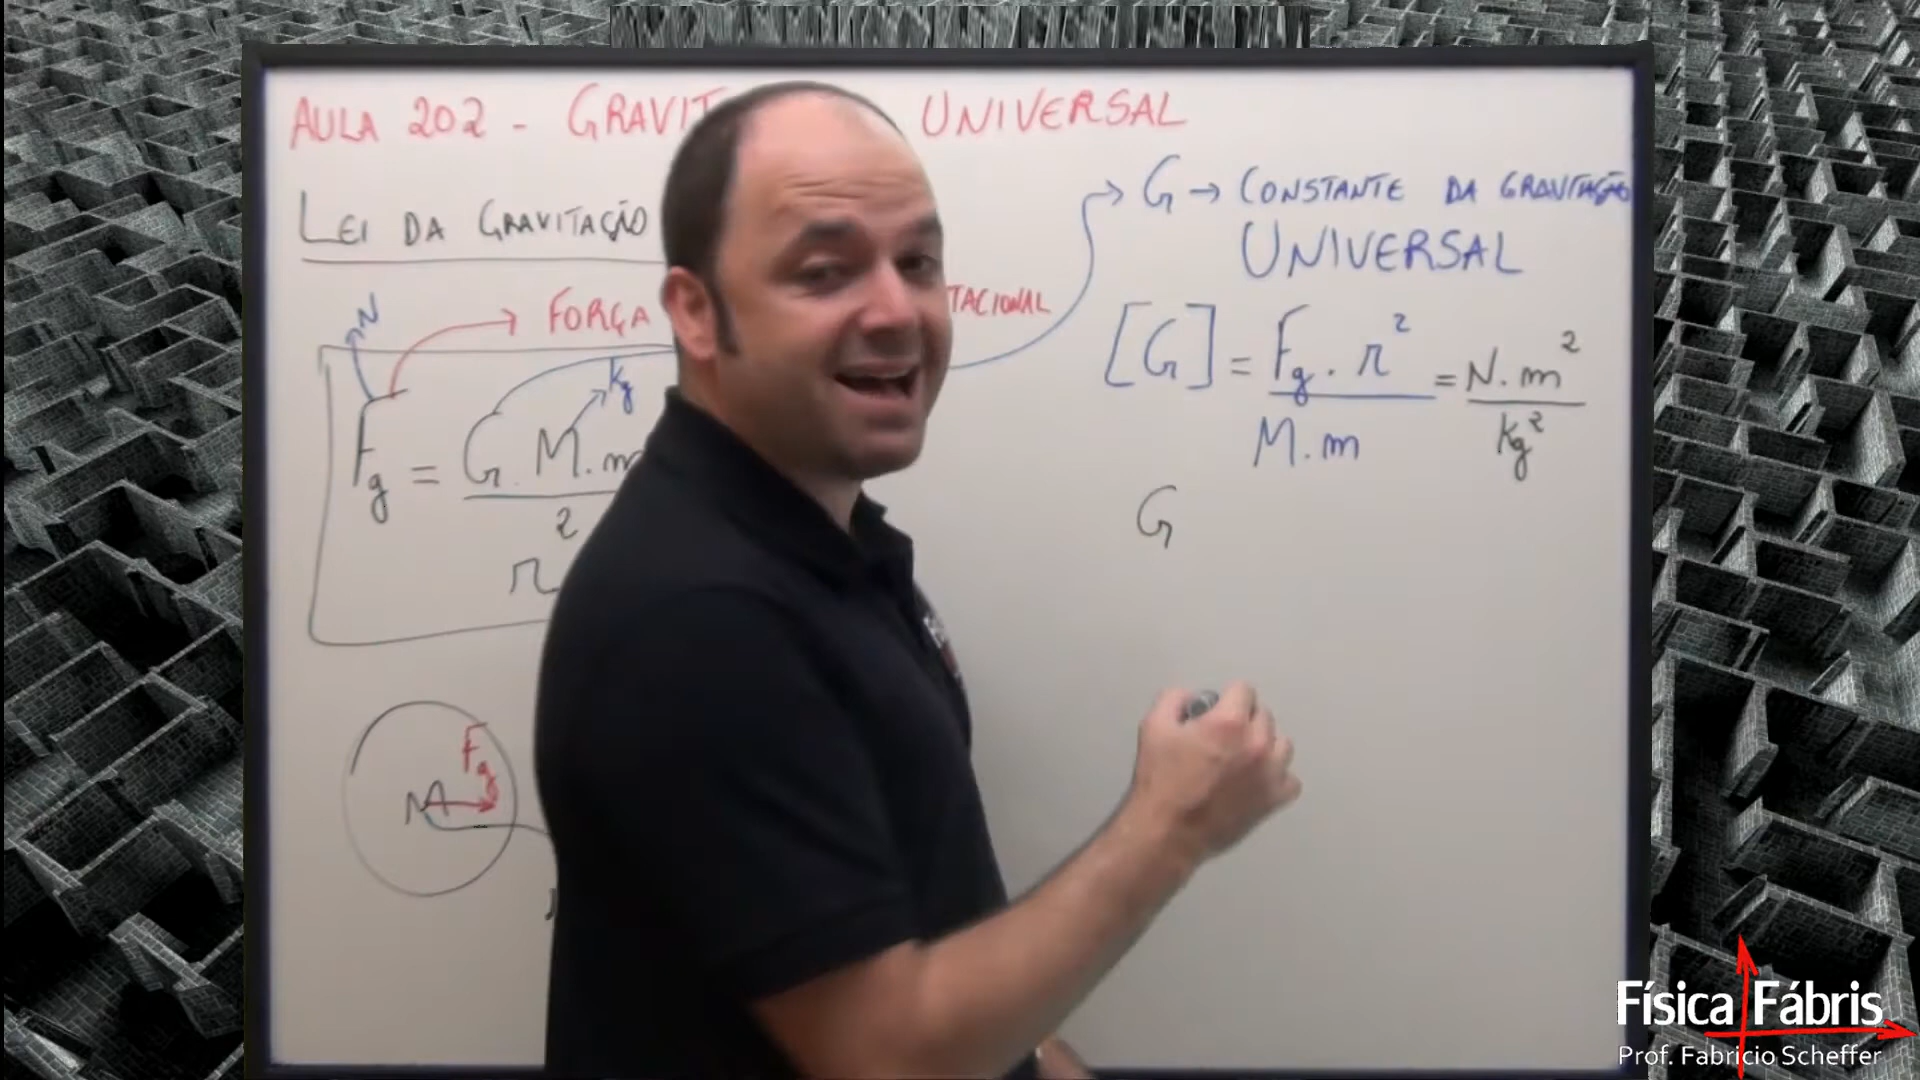 AULA 202 - GRAVIT UNIVERSAL
LEI DA GRAVITAÇÃO
N
FORÇA TACIONAL
kg
Fg = G . M . m
r²
Fg
M
G → CONSTANTE DA GRAVITAÇÃO
UNIVERSAL
[G] = Fg . r² = N . m²
M . m kg²
G
Física Fábris
Prof. Fabricio Scheffer